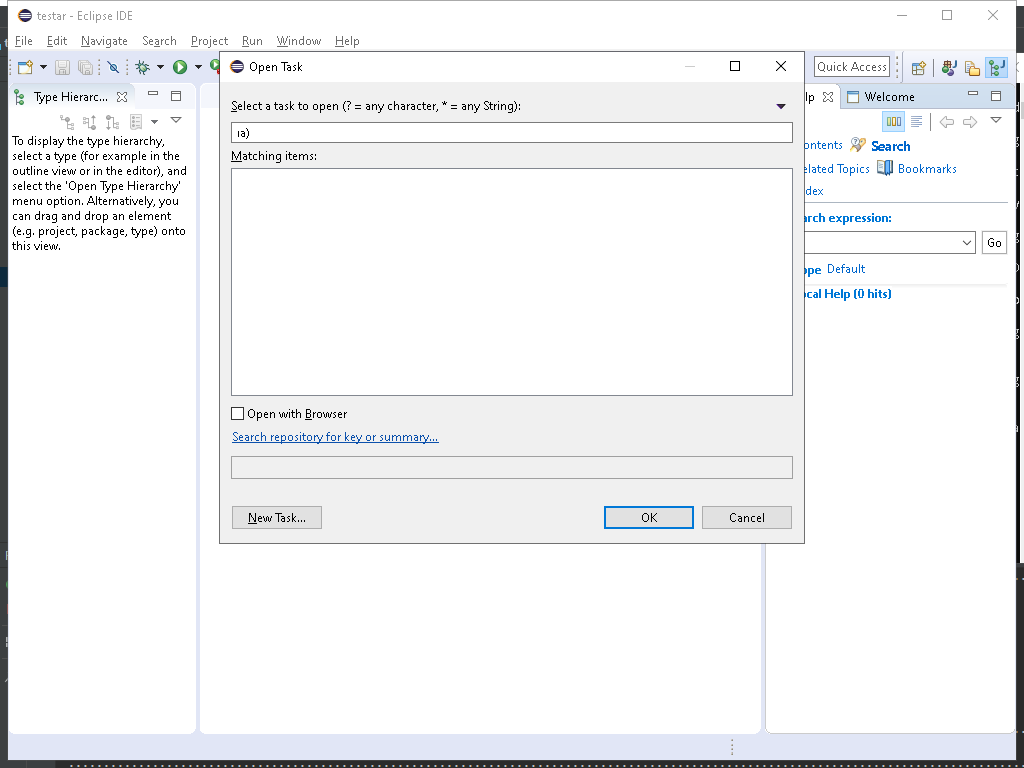 testar - Eclipse IDE
File Edit Navigate Search Project Run Window Help
Open Task
Quick Access
Type Hierarc...
Welcome
To display the type hierarchy,
select a type (for example in the
outline view or in the editor), and
select the 'Open Type Hierarchy'
menu option. Alternatively, you
can drag and drop an element
(e.g. project, package, type) onto
this view.
Select a task to open (? = any character, * = any String):
ıa)
Matching items:
Open with Browser
Search repository for key or summary...
New Task...
OK
Cancel
lp
ontents
Search
elated Topics
Bookmarks
dex
arch expression:
Go
ope Default
ocal Help (0 hits)